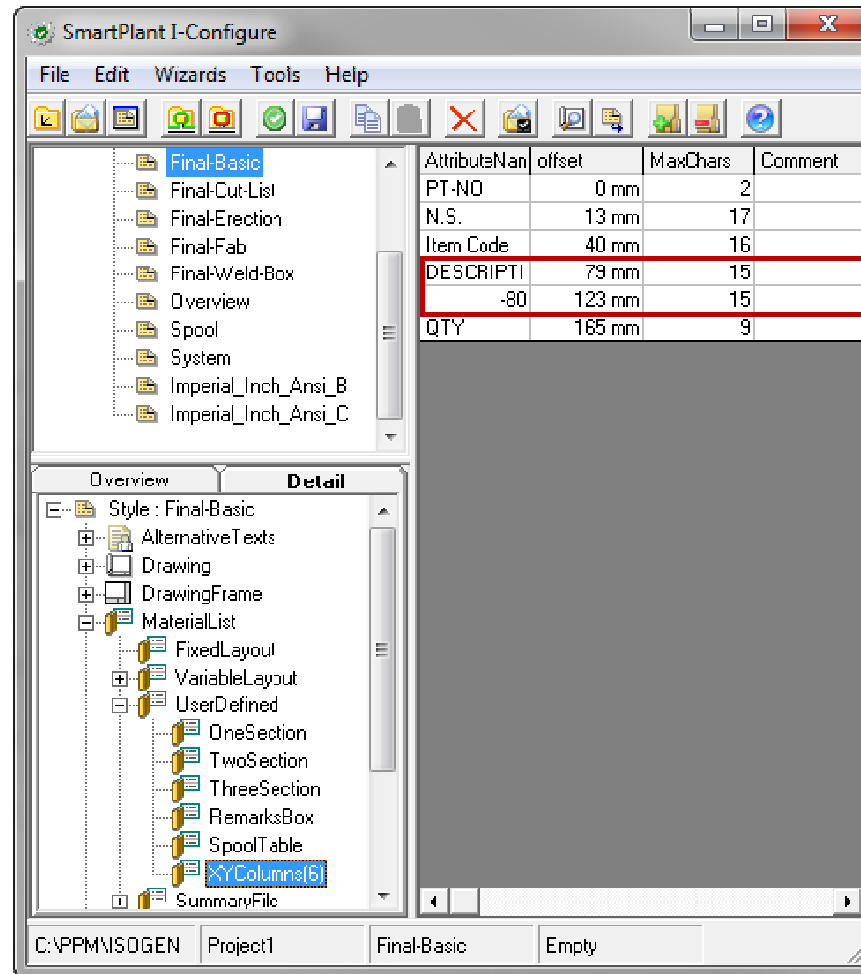 SmartPlant I-Configure
File Edit Wizards Tools Help
Final-Basic
Final-Cut-List
Final-Erection
Final-Fab
Final-Weld-Box
Overview
Spool
System
Imperial_Inch_Ansi_B
Imperial_Inch_Ansi_C
AttributeNan offset MaxChars Comment
PT-NO 0 mm 2
N.S. 13 mm 17
Item Code 40 mm 16
DESCRIPTI 79 mm 15
-80 123 mm 15
QTY 165 mm 9
Overview Detail
Style : Final-Basic
AlternativeTexts
Drawing
DrawingFrame
MaterialList
FixedLayout
VariableLayout
UserDefined
OneSection
TwoSection
ThreeSection
RemarksBox
SpoolTable
XYColumns(6)
SummaryFile
C:\PPM\ISOGEN Project1 Final-Basic Empty